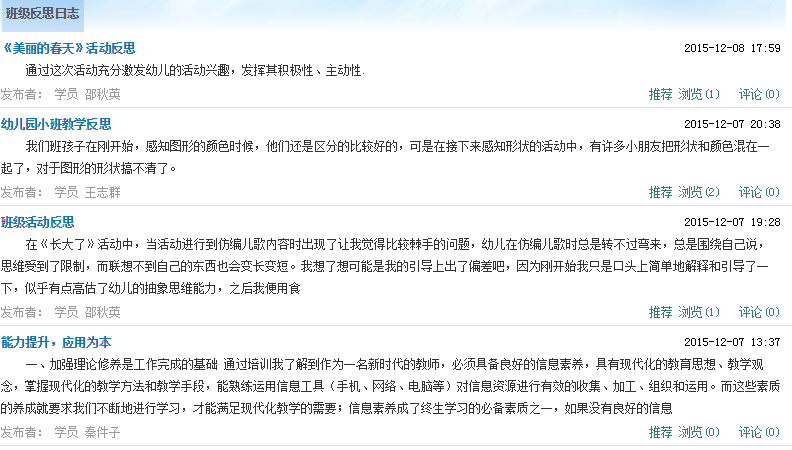 班级反思日志
《美丽的春天》活动反思 2015-12-08 17:59
通过这次活动充分激发幼儿的活动兴趣，发挥其积极性、主动性.
发布者： 学员 邵秋英 推荐 浏览(1) 评论(0)
幼儿园小班教学反思 2015-12-07 20:38
我们班孩子在刚开始，感知图形的颜色时候，他们还是区分的比较好的，可是在接下来感知形状的活动中，有许多小朋友把形状和颜色混在一
起了，对于图形的形状搞不清了。
发布者： 学员 王志群 推荐 浏览(2) 评论(0)
班级活动反思 2015-12-07 19:28
在《长大了》活动中，当活动进行到仿编儿歌内容时出现了让我觉得比较棘手的问题，幼儿在仿编儿歌时总是转不过弯来，总是围绕自己说，
思维受到了限制，而联想不到自己的东西也会变长变短。我想了想可能是我的引导上出了偏差吧，因为刚开始我只是口头上简单地解释和引导了一
下，似乎有点高估了幼儿的抽象思维能力，之后我便用食
发布者： 学员 邵秋英 推荐 浏览(1) 评论(0)
能力提升，应用为本 2015-12-07 13:37
一、加强理论修养是工作完成的基础 通过培训我了解到作为一名新时代的教师，必须具备良好的信息素养，具有现代化的教育思想、教学观
念，掌握现代化的教学方法和教学手段，能熟练运用信息工具（手机、网络、电脑等）对信息资源进行有效的收集、加工、组织和运用。而这些素质
的养成就要求我们不断地进行学习，才能满足现代化教学的需要；信息素养成了终生学习的必备素质之一，如果没有良好的信息
发布者： 学员 秦件子 推荐 浏览(0) 评论(0)